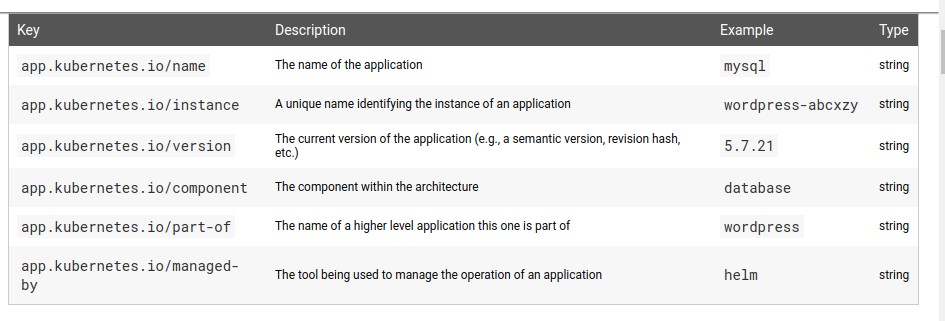 Key Description Example Type
app.kubernetes.io/name The name of the application mysql string
app.kubernetes.io/instance A unique name identifying the instance of an application wordpress-abcxzy string
app.kubernetes.io/version The current version of the application (e.g., a semantic version, revision hash, 5.7.21 string
etc.)
app.kubernetes.io/component The component within the architecture database string
app.kubernetes.io/part-of The name of a higher level application this one is part of wordpress string
app.kubernetes.io/managed-
by The tool being used to manage the operation of an application helm string